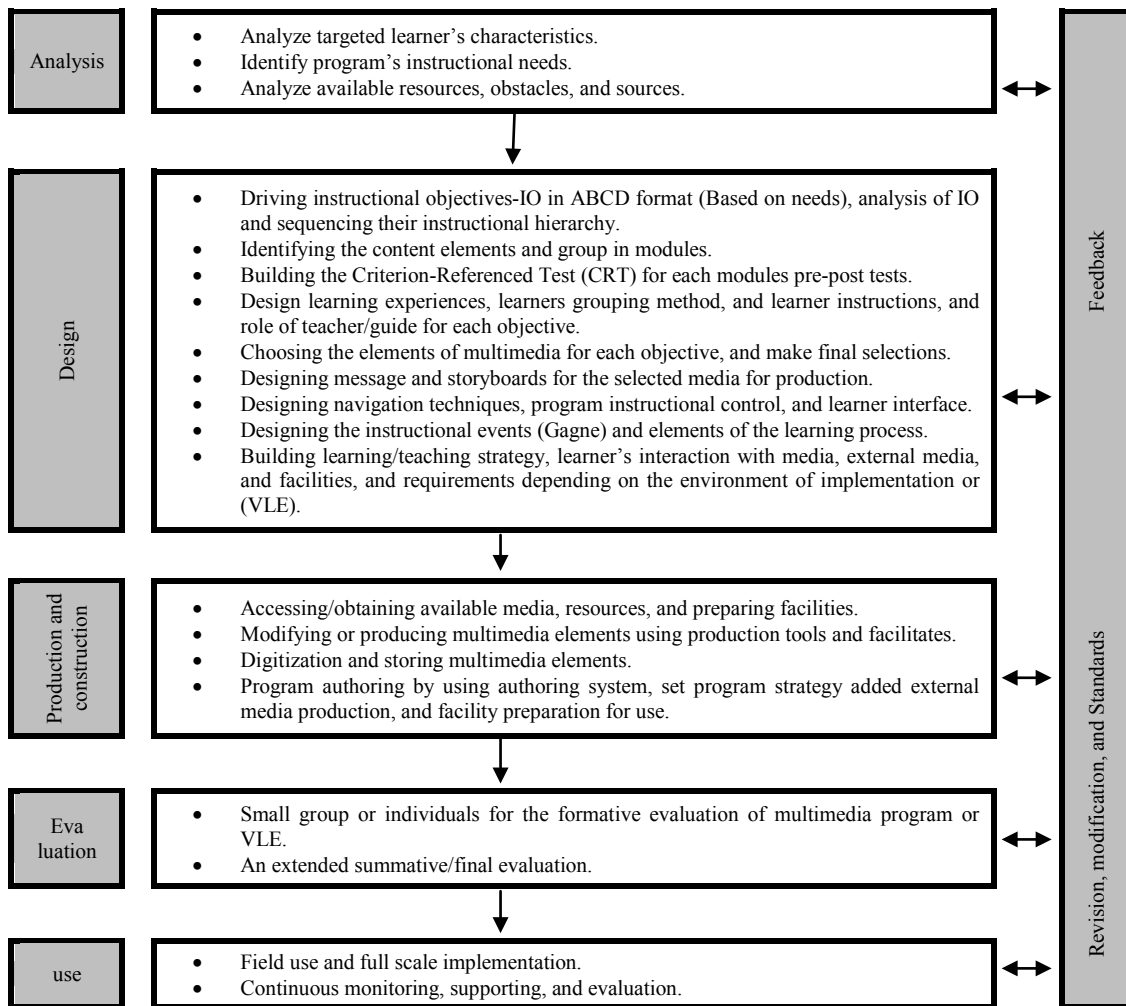 Analysis
• Analyze targeted learner’s characteristics.
• Identify program’s instructional needs.
• Analyze available resources, obstacles, and sources.
Design
• Driving instructional objectives-IO in ABCD format (Based on needs), analysis of IO
and sequencing their instructional hierarchy.
• Identifying the content elements and group in modules.
• Building the Criterion-Referenced Test (CRT) for each modules pre-post tests.
• Design learning experiences, learners grouping method, and learner instructions, and
role of teacher/guide for each objective.
• Choosing the elements of multimedia for each objective, and make final selections.
• Designing message and storyboards for the selected media for production.
• Designing navigation techniques, program instructional control, and learner interface.
• Designing the instructional events (Gagne) and elements of the learning process.
• Building learning/teaching strategy, learner’s interaction with media, external media,
and facilities, and requirements depending on the environment of implementation or
(VLE).
Production and
construction
• Accessing/obtaining available media, resources, and preparing facilities.
• Modifying or producing multimedia elements using production tools and facilitates.
• Digitization and storing multimedia elements.
• Program authoring by using authoring system, set program strategy added external
media production, and facility preparation for use.
Eva
luation
• Small group or individuals for the formative evaluation of multimedia program or
VLE.
• An extended summative/final evaluation.
use
• Field use and full scale implementation.
• Continuous monitoring, supporting, and evaluation.
Feedback
Revision, modification, and Standards